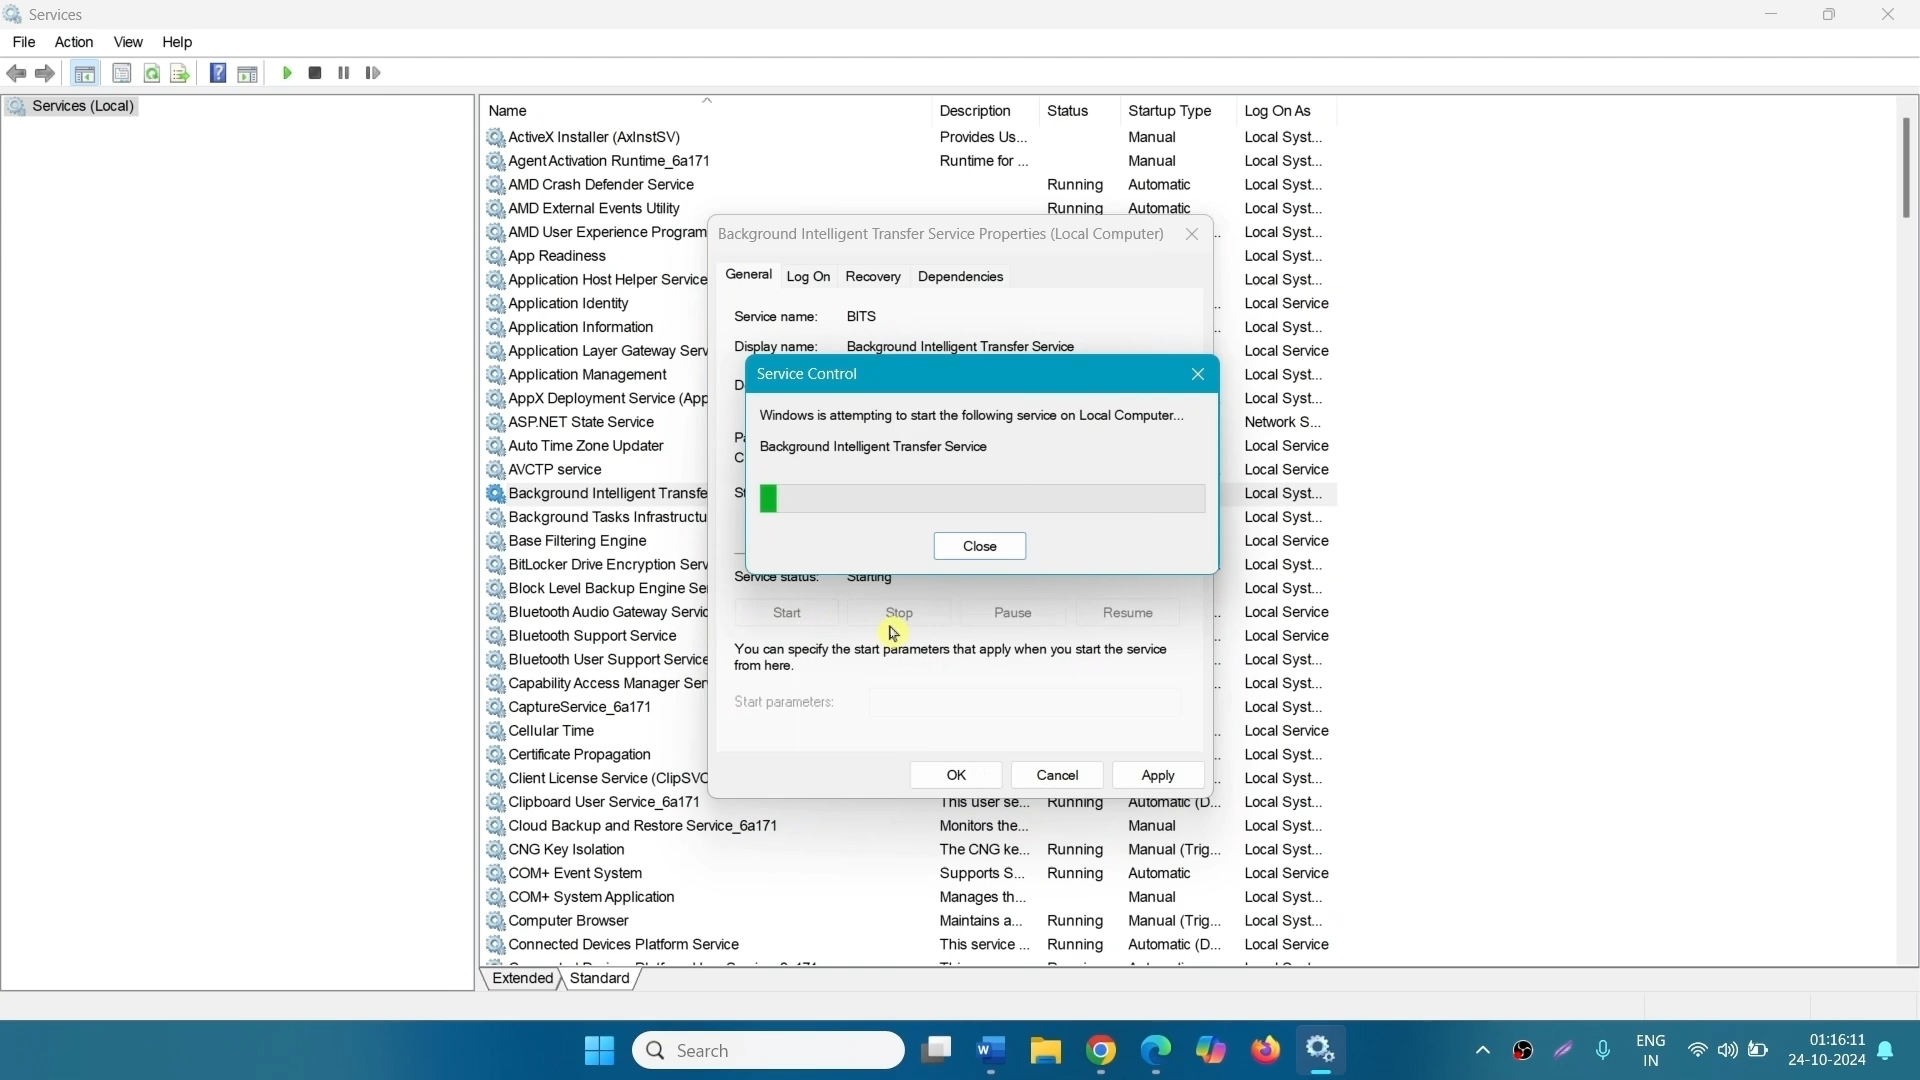 Services
File Action View Help
Services (Local)
Name Description Status Startup Type Log On As
ActiveX Installer (AxInstSV) Provides Us... Manual Local Syst...
Agent Activation Runtime_6a171 Runtime for ... Manual Local Syst...
AMD Crash Defender Service Running Automatic Local Syst...
AMD External Events Utility Running Automatic Local Syst...
AMD User Experience Program Local Syst...
App Readiness Local Syst...
Application Host Helper Service Local Syst...
Application Identity Local Service
Application Information Local Syst...
Application Layer Gateway Serv Local Service
Application Management Local Syst...
AppX Deployment Service (App Local Syst...
ASP.NET State Service Network S...
Auto Time Zone Updater Local Service
AVCTP service Local Service
Background Intelligent Transfe Local Syst...
Background Tasks Infrastructu Local Syst...
Base Filtering Engine Local Service
BitLocker Drive Encryption Serv Local Syst...
Block Level Backup Engine Se Local Syst...
Bluetooth Audio Gateway Servic Local Service
Bluetooth Support Service Local Service
Bluetooth User Support Service Local Syst...
Capability Access Manager Ser Local Syst...
CaptureService_6a171 Local Syst...
Cellular Time Local Service
Certificate Propagation Local Syst...
Client License Service (ClipSVC Local Syst...
Clipboard User Service_6a171 This user se... Running Automatic (D... Local Syst...
Cloud Backup and Restore Service_6a171 Monitors the... Manual Local Syst...
CNG Key Isolation The CNG ke... Running Manual (Trig... Local Syst...
COM+ Event System Supports S... Running Automatic Local Service
COM+ System Application Manages th... Manual Local Syst...
Computer Browser Maintains a... Running Manual (Trig... Local Syst...
Connected Devices Platform Service This service ... Running Automatic (D... Local Service
Extended Standard
Background Intelligent Transfer Service Properties (Local Computer)
General Log On Recovery Dependencies
Service name: BITS
Display name: Background Intelligent Transfer Service
Service Control
Windows is attempting to start the following service on Local Computer...
Background Intelligent Transfer Service
Close
Service status: Starting
Start Stop Pause Resume
You can specify the start parameters that apply when you start the service
from here.
Start parameters:
OK Cancel Apply
Search
ENG
IN
01:16:11
24-10-2024